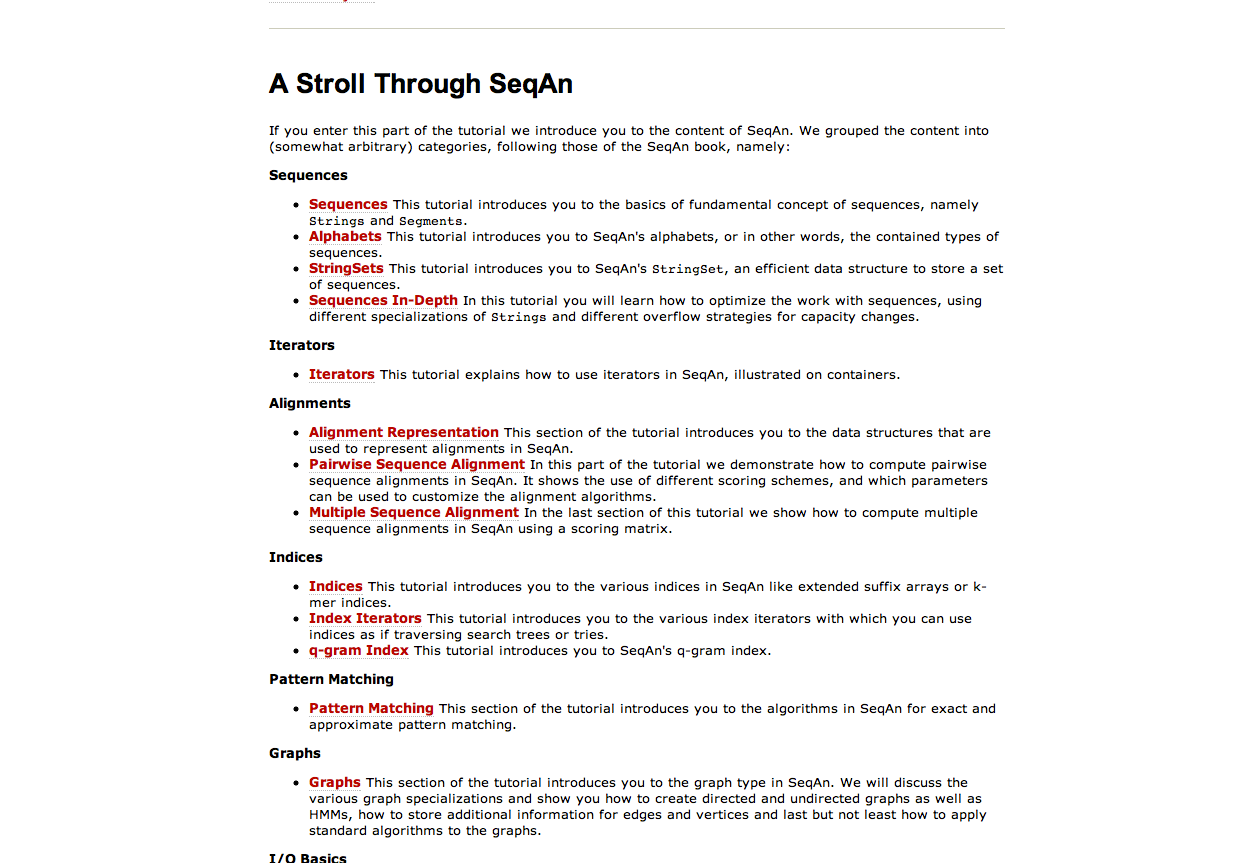 A Stroll Through SeqAn
If you enter this part of the tutorial we introduce you to the content of SeqAn. We grouped the content into
(somewhat arbitrary) categories, following those of the SeqAn book, namely:
Sequences
• Sequences This tutorial introduces you to the basics of fundamental concept of sequences, namely
Strings and Segments.
• Alphabets This tutorial introduces you to SeqAn's alphabets, or in other words, the contained types of
sequences.
• StringSets This tutorial introduces you to SeqAn's StringSet, an efficient data structure to store a set
of sequences.
• Sequences In-Depth In this tutorial you will learn how to optimize the work with sequences, using
different specializations of Strings and different overflow strategies for capacity changes.
Iterators
• Iterators This tutorial explains how to use iterators in SeqAn, illustrated on containers.
Alignments
• Alignment Representation This section of the tutorial introduces you to the data structures that are
used to represent alignments in SeqAn.
• Pairwise Sequence Alignment In this part of the tutorial we demonstrate how to compute pairwise
sequence alignments in SeqAn. It shows the use of different scoring schemes, and which parameters
can be used to customize the alignment algorithms.
• Multiple Sequence Alignment In the last section of this tutorial we show how to compute multiple
sequence alignments in SeqAn using a scoring matrix.
Indices
• Indices This tutorial introduces you to the various indices in SeqAn like extended suffix arrays or k-
mer indices.
• Index Iterators This tutorial introduces you to the various index iterators with which you can use
indices as if traversing search trees or tries.
• q-gram Index This tutorial introduces you to SeqAn's q-gram index.
Pattern Matching
• Pattern Matching This section of the tutorial introduces you to the algorithms in SeqAn for exact and
approximate pattern matching.
Graphs
• Graphs This section of the tutorial introduces you to the graph type in SeqAn. We will discuss the
various graph specializations and show you how to create directed and undirected graphs as well as
HMMs, how to store additional information for edges and vertices and last but not least how to apply
standard algorithms to the graphs.
I/O Basics